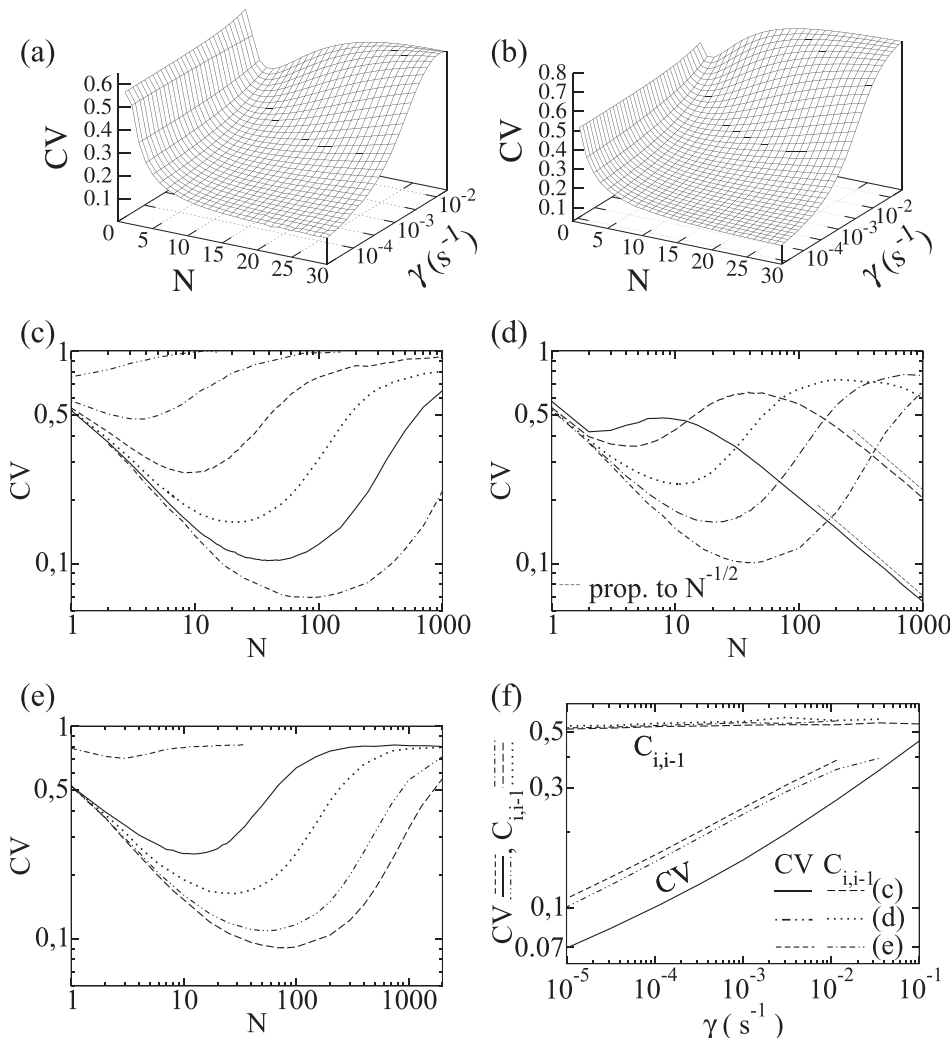 (a)
CV
0.6
0.5
0.4
0.3
0.2
0.1
0 5 10 15 20 25 30
N
10⁻⁴ 10⁻³ 10⁻²
γ (s⁻¹)
(b)
CV
0.8
0.7
0.6
0.5
0.4
0.3
0.2
0.1
0 5 10 15 20 25 30
N
10⁻⁴ 10⁻³ 10⁻²
γ (s⁻¹)
(c)
CV
1
0,5
0,1
1 10 100 1000
N
(d)
CV
1
0,5
0,1
prop. to N⁻¹/²
1 10 100 1000
N
(e)
CV
1
0,5
0,1
1 10 100 1000
N
(f)
CV , Cᵢ,ᵢ₋₁
0,5
0,3
0,1
0.07
Cᵢ,ᵢ₋₁
CV
CV Cᵢ,ᵢ₋₁
(c)
(d)
(e)
10⁻⁵ 10⁻⁴ 10⁻³ 10⁻² 10⁻¹
γ ( s⁻¹)